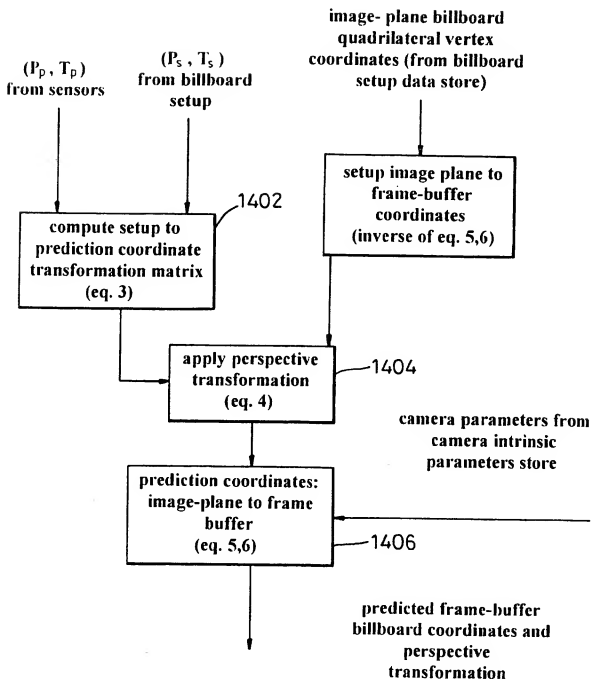 image- plane billboard
quadrilateral vertex
coordinates (from billboard
setup data store)
(Pp , Tp )
from sensors
(Ps , Ts )
from billboard
setup
1402
compute setup to
prediction coordinate
transformation matrix
(eq. 3)
setup image plane to
frame-buffer
coordinates
(inverse of eq. 5,6)
apply perspective
transformation
(eq. 4)
1404
camera parameters from
camera intrinsic
parameters store
prediction coordinates:
image-plane to frame
buffer
(eq. 5,6)
1406
predicted frame-buffer
billboard coordinates and
perspective
transformation